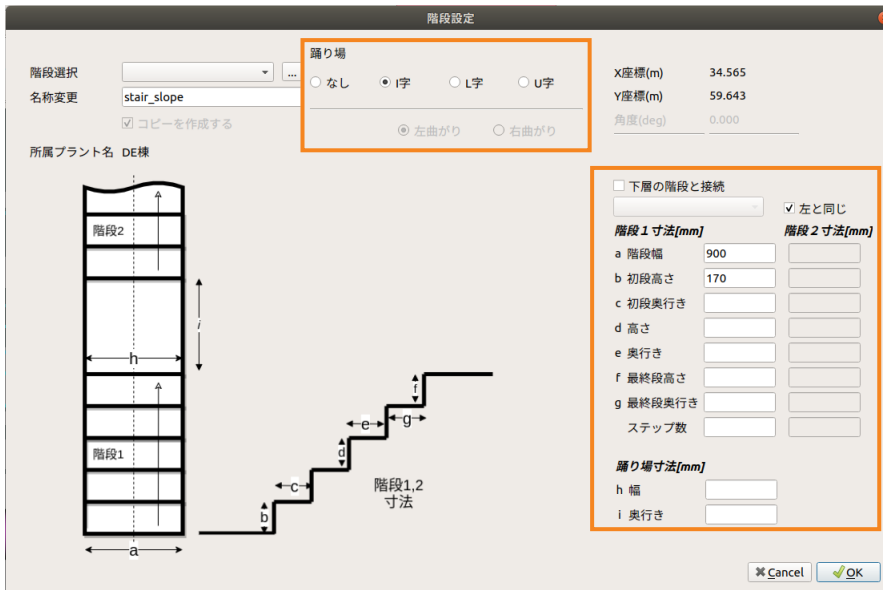 階段設定
階段選択
...
名称変更 stair_slope
コピーを作成する
所属プラント名 DE棟
踊り場
なし I字 L字 U字
左曲がり 右曲がり
X座標(m) 34.565
Y座標(m) 59.643
角度(deg) 0.000
階段2
i
h
階段1
a
b
c
d
e
f
g
階段1,2
寸法
下層の階段と接続
左と同じ
階段1寸法[mm] 階段2寸法[mm]
a 階段幅 900
b 初段高さ 170
c 初段奥行き
d 高さ
e 奥行き
f 最終段高さ
g 最終段奥行き
ステップ数
踊り場寸法[mm]
h 幅
i 奥行き
Cancel OK